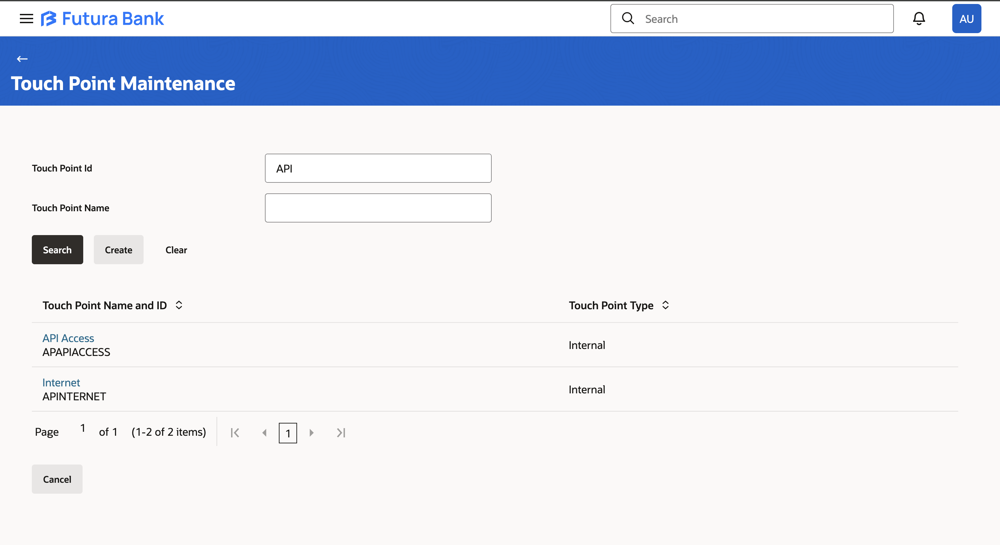 Futura Bank
Search
AU
Touch Point Maintenance
Touch Point Id
API
Touch Point Name
Search Create Clear
Touch Point Name and ID Touch Point Type
API Access
APAPIACCESS
Internal
Internet
APINTERNET
Internal
Page 1 of 1 (1-2 of 2 items) 1
Cancel